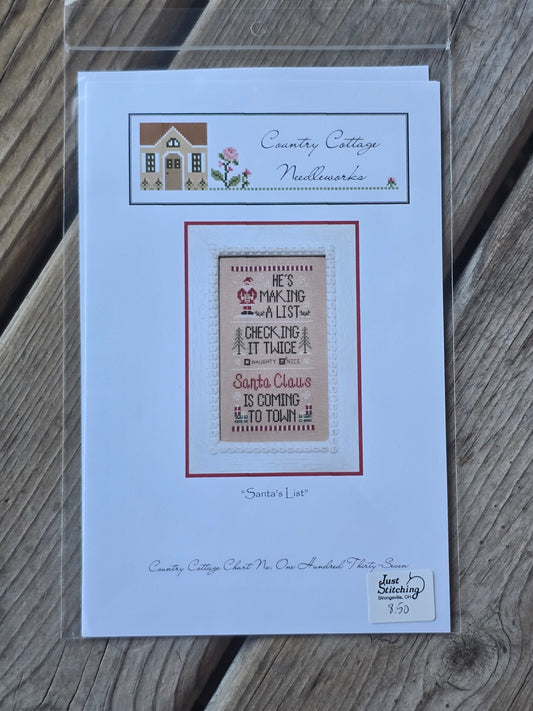 Country Cottage
Needleworks
HE'S
MAKING
A LIST
CHECKING
IT TWICE
NAUGHTY NICE
Santa Claus
IS COMING
TO TOWN
"Santa's List"
Country Cottage Chart No. One Hundred Thirty-Seven
Just
Stitching
Strongsville, OH
8.50